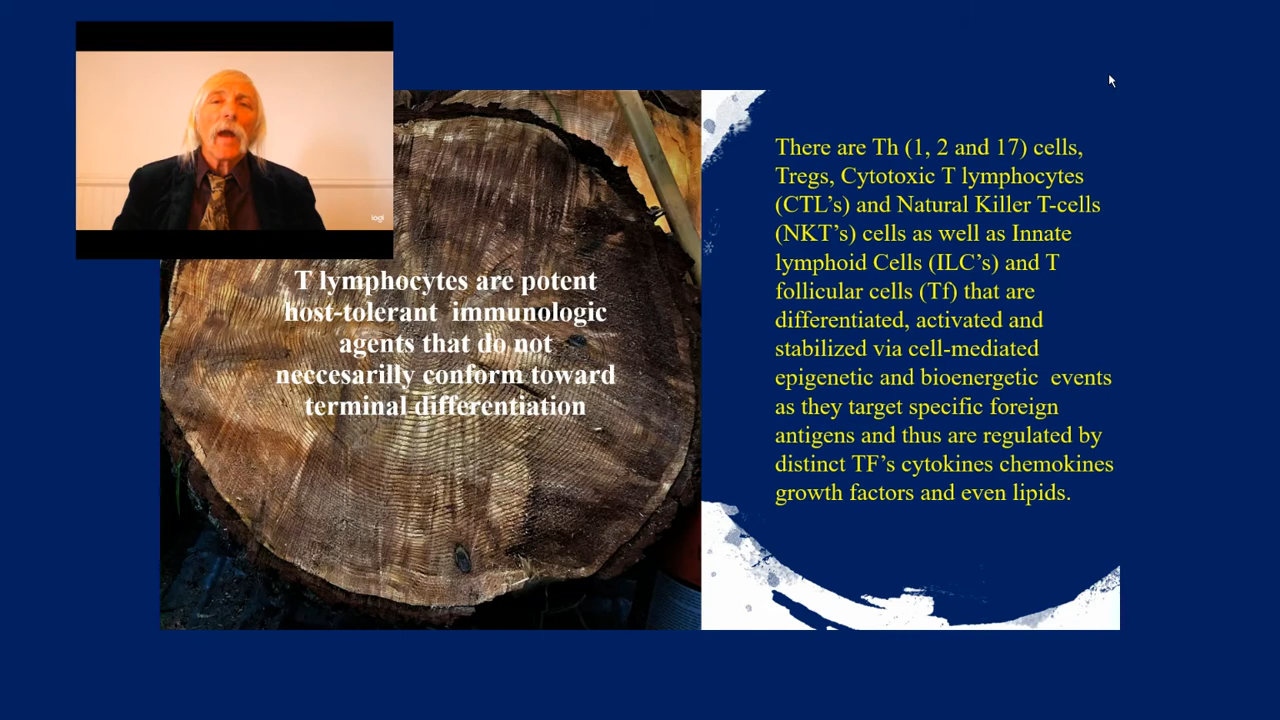 logi
T lymphocytes are potent
host-tolerant immunologic
agents that do not
neccesarilly conform toward
terminal differentiation
There are Th (1, 2 and 17) cells,
Tregs, Cytotoxic T lymphocytes
(CTL’s) and Natural Killer T-cells
(NKT’s) cells as well as Innate
lymphoid Cells (ILC’s) and T
follicular cells (Tf) that are
differentiated, activated and
stabilized via cell-mediated
epigenetic and bioenergetic events
as they target specific foreign
antigens and thus are regulated by
distinct TF’s cytokines chemokines
growth factors and even lipids.